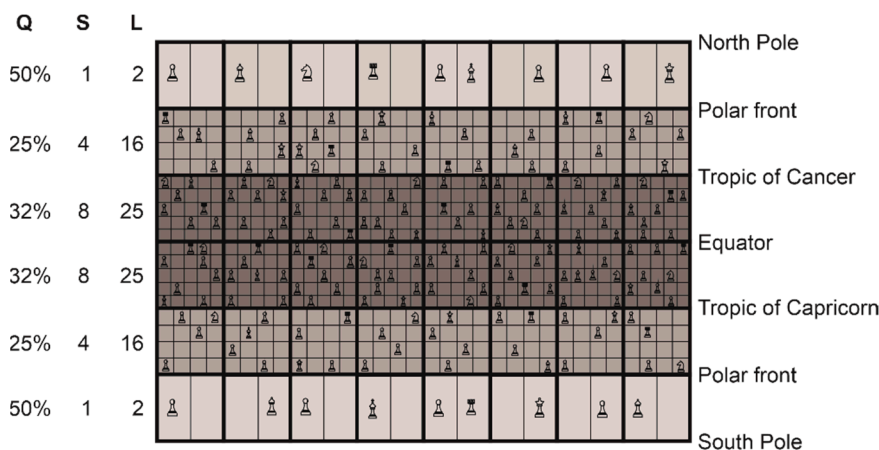 Q S L
North Pole
50% 1 2
Polar front
25% 4 16
Tropic of Cancer
32% 8 25
Equator
32% 8 25
Tropic of Capricorn
25% 4 16
Polar front
50% 1 2
South Pole